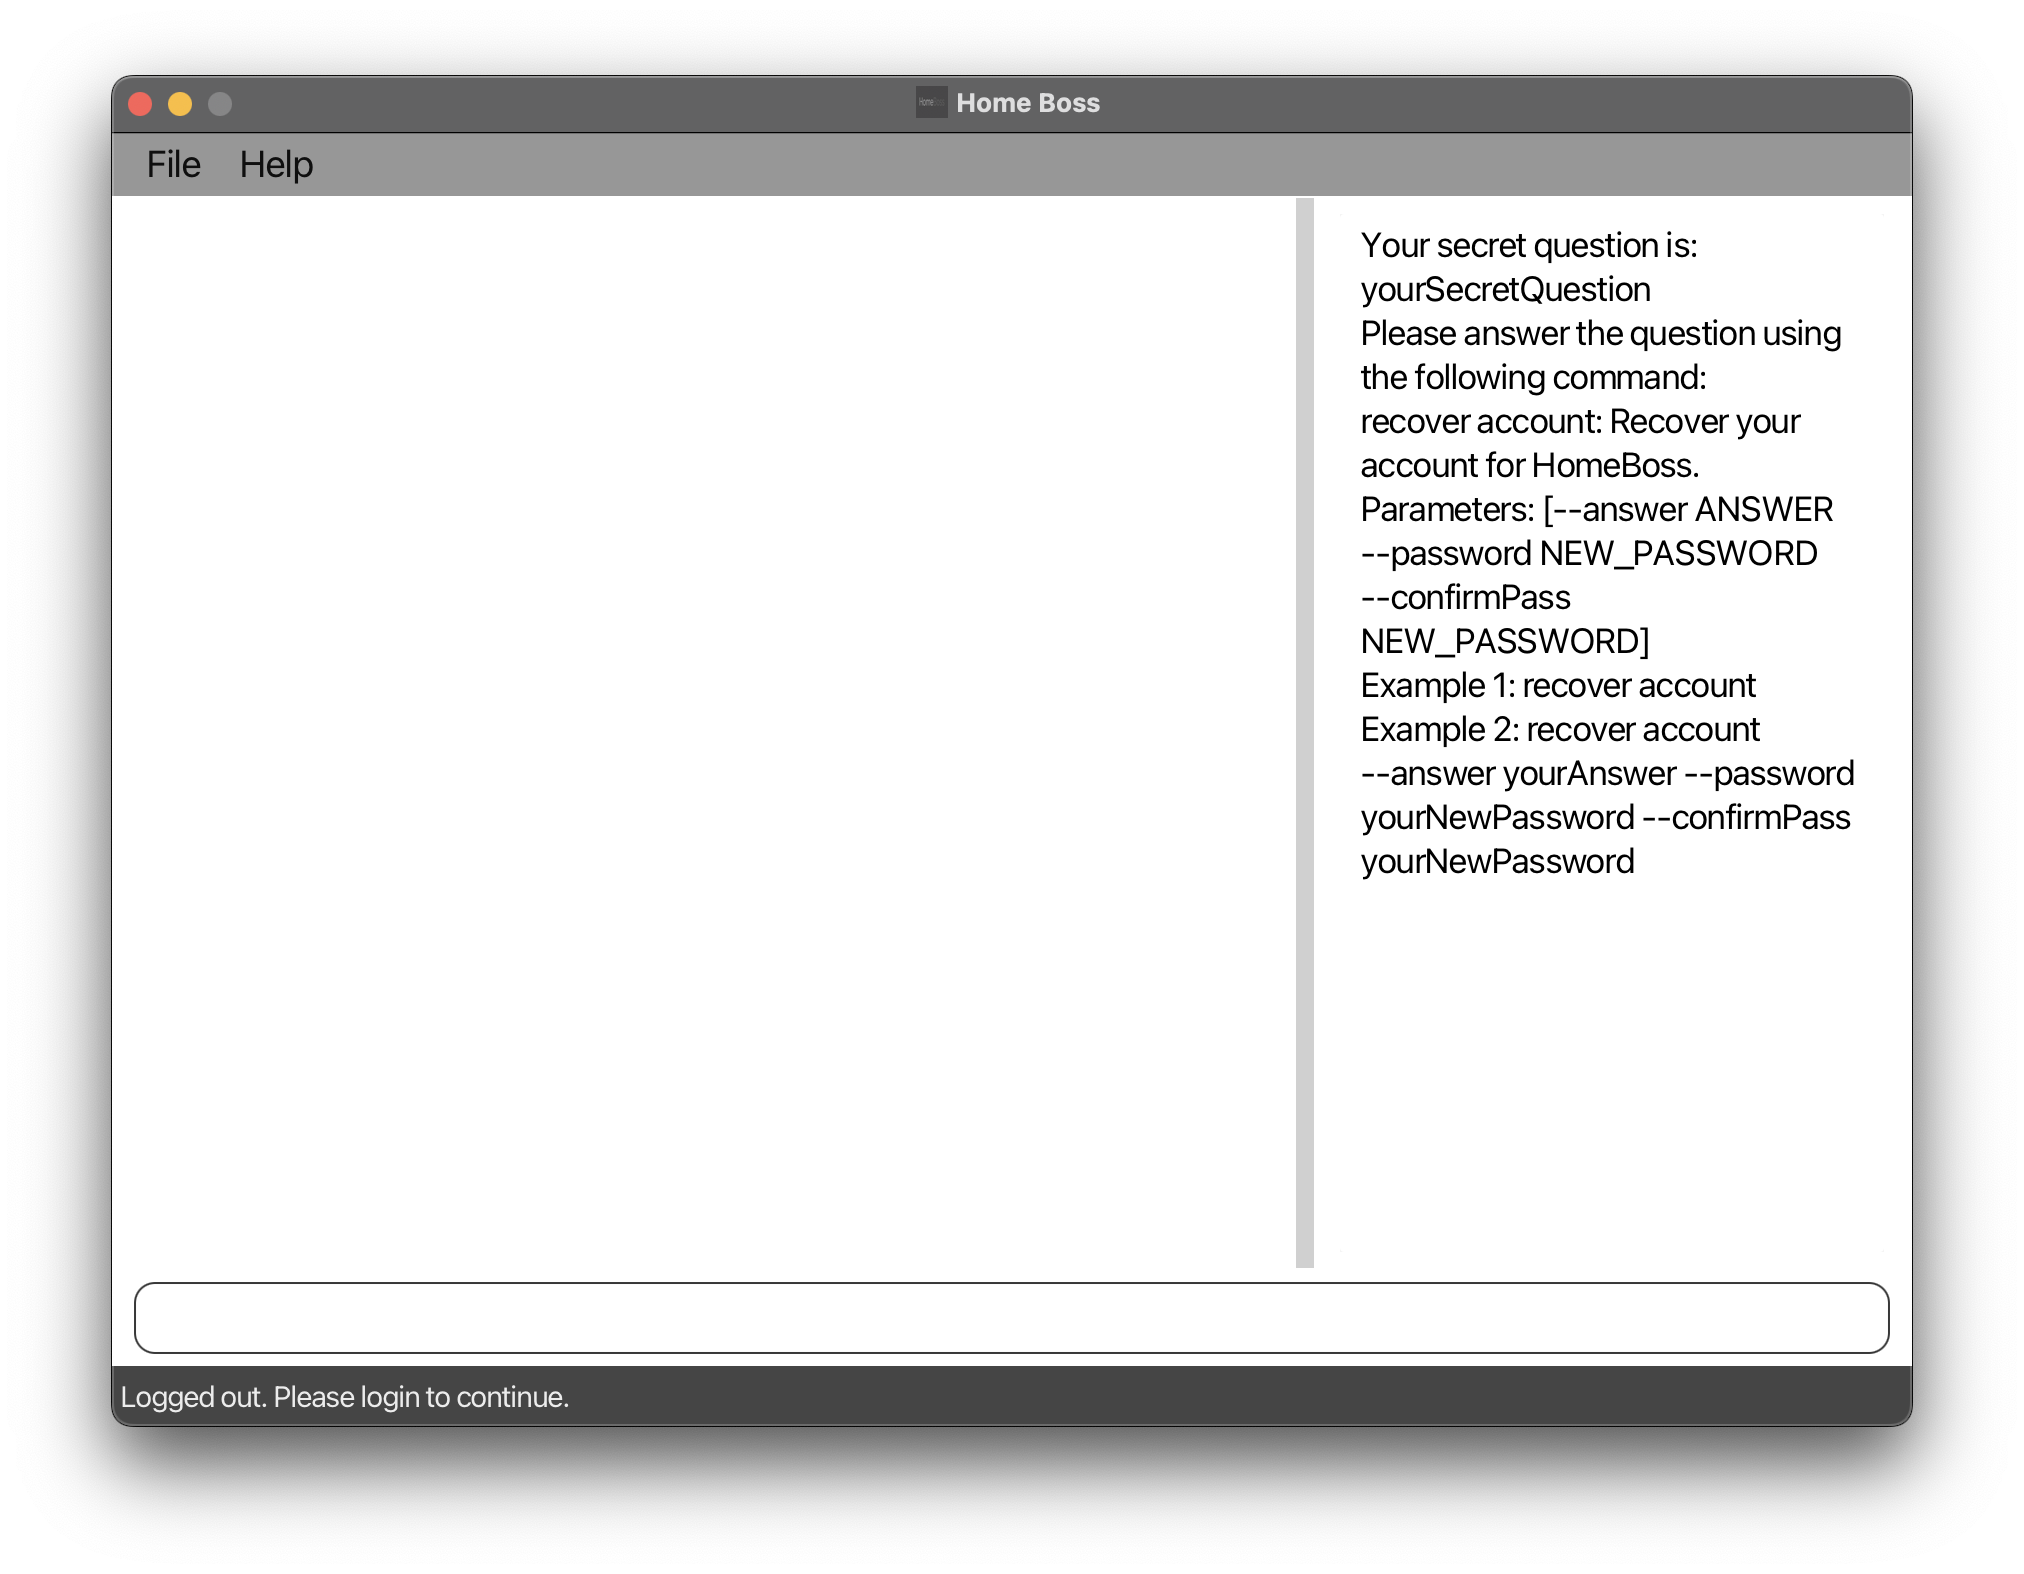 Home Boss
File Help
Your secret question is:
yourSecretQuestion
Please answer the question using
the following command:
recover account: Recover your
account for HomeBoss.
Parameters: [--answer ANSWER
--password NEW_PASSWORD
--confirmPass
NEW_PASSWORD]
Example 1: recover account
Example 2: recover account
--answer yourAnswer --password
yourNewPassword --confirmPass
yourNewPassword
Logged out. Please login to continue.